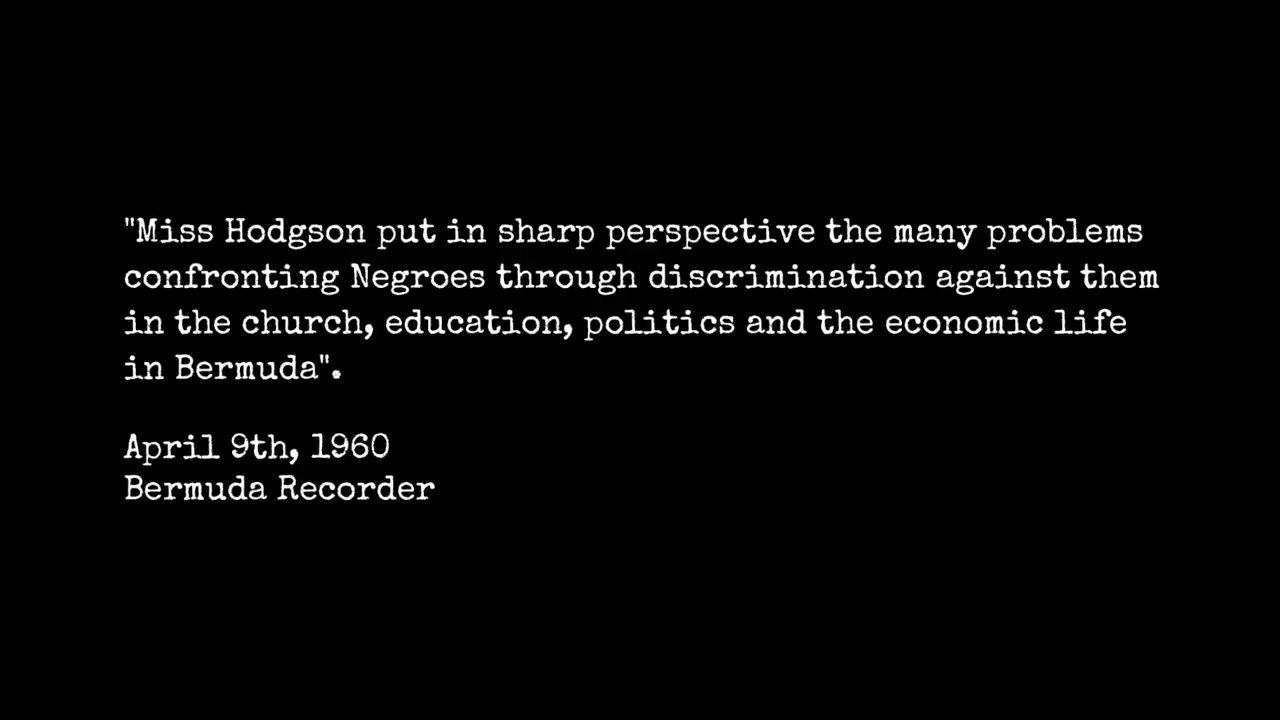 "Miss Hodgson put in sharp perspective the many problems
confronting Negroes through discrimination against them
in the church, education, politics and the economic life
in Bermuda".
April 9th, 1960
Bermuda Recorder